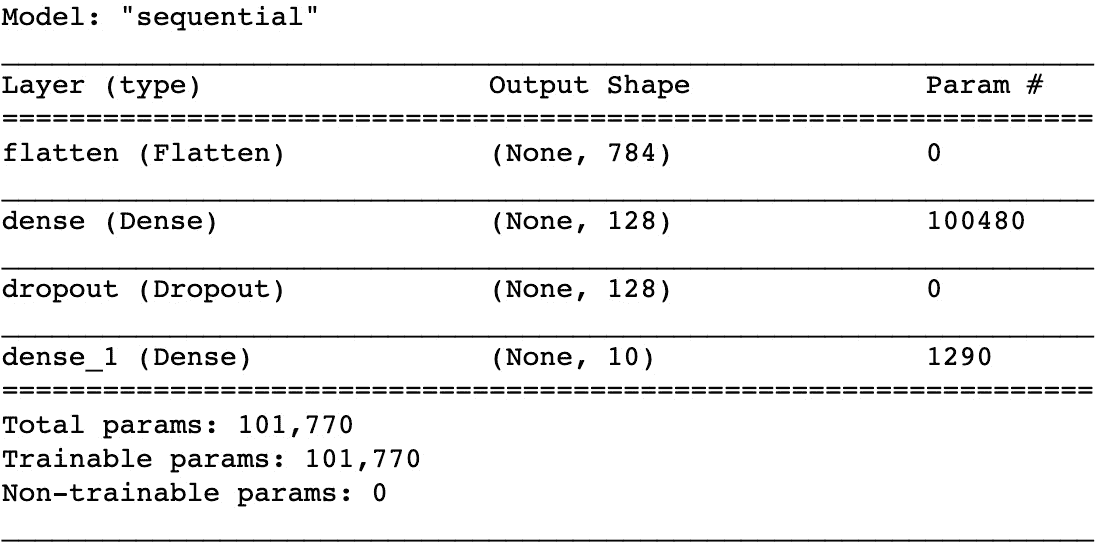 Model: "sequential"
Layer (type) Output Shape Param #
flatten (Flatten) (None, 784) 0
dense (Dense) (None, 128) 100480
dropout (Dropout) (None, 128) 0
dense_1 (Dense) (None, 10) 1290
Total params: 101,770
Trainable params: 101,770
Non-trainable params: 0